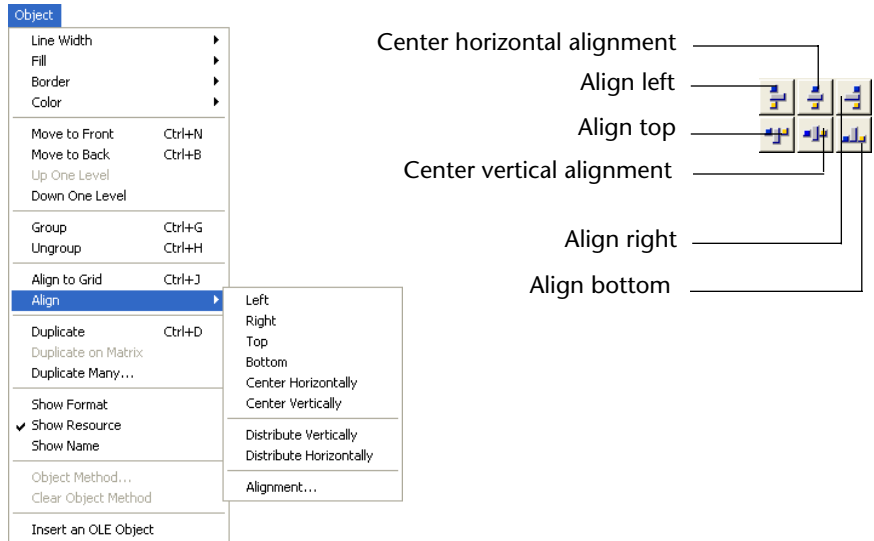 Object
Line Width
Fill
Border
Color
Move to Front Ctrl+N
Move to Back Ctrl+B
Up One Level
Down One Level
Group Ctrl+G
Ungroup Ctrl+H
Align to Grid Ctrl+J
Align
Duplicate Ctrl+D
Duplicate on Matrix
Duplicate Many...
Show Format
Show Resource
Show Name
Object Method...
Clear Object Method
Insert an OLE Object
Left
Right
Top
Bottom
Center Horizontally
Center Vertically
Distribute Vertically
Distribute Horizontally
Alignment...
Center horizontal alignment
Align left
Align top
Center vertical alignment
Align right
Align bottom